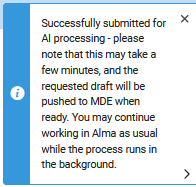 Successfully submitted for
AI processing - please
note that this may take a
few minutes, and the
requested draft will be
pushed to MDE when
ready. You may continue
working in Alma as usual
while the process runs in
the background.